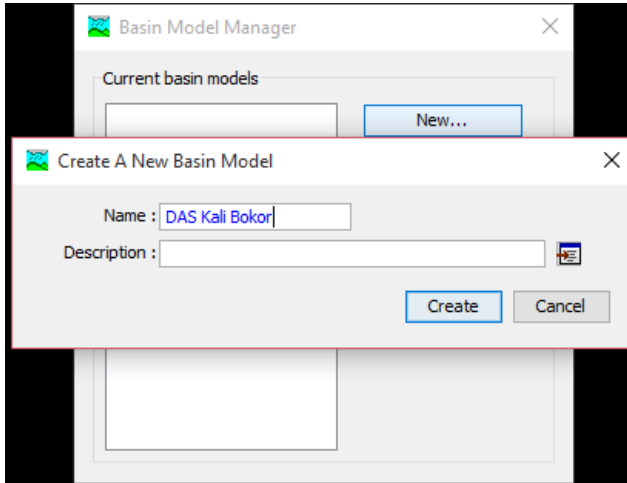 Basin Model Manager
Current basin models
New...
Create A New Basin Model
Name : DAS Kali Bokor
Description :
Create Cancel